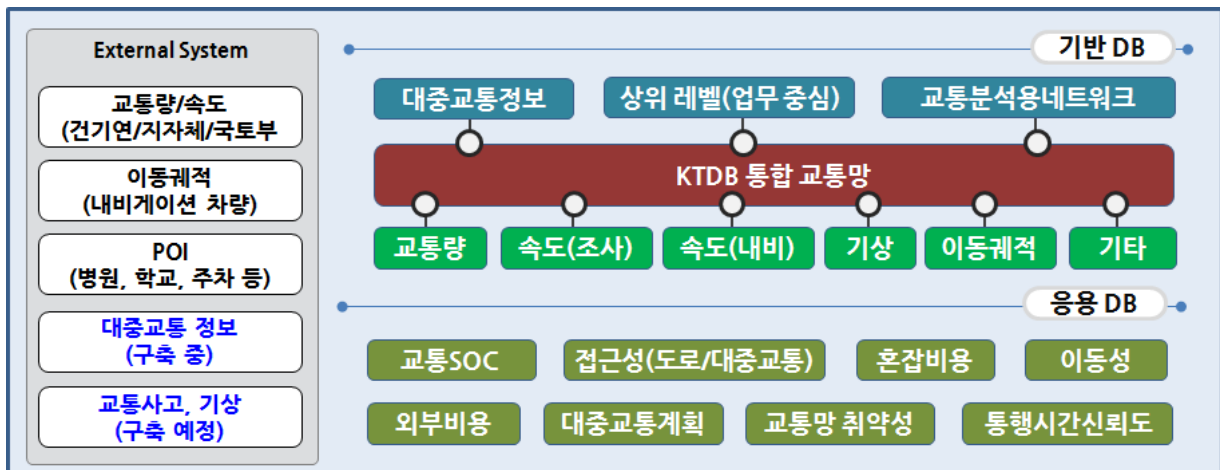 External System
교통량/속도
(건기연/지자체/국토부
이동궤적
(내비게이션 차량)
POI
(병원, 학교, 주차 등)
대중교통 정보
(구축 중)
교통사고, 기상
(구축 예정)
기반 DB
대중교통정보
상위 레벨(업무 중심)
교통분석용네트워크
KTDB 통합 교통망
교통량
속도(조사)
속도(내비)
기상
이동궤적
기타
응용 DB
교통SOC
접근성(도로/대중교통)
혼잡비용
이동성
외부비용
대중교통계획
교통망 취약성
통행시간신뢰도